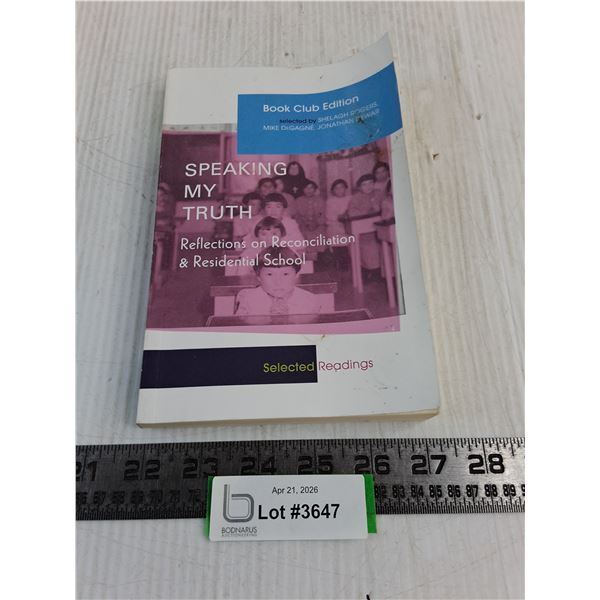 Book Club Edition
selected by SHELAGH ROGERS,
MIKE DEGAGNÉ, JONATHAN DEWAR
SPEAKING
MY
TRUTH
Reflections on Reconciliation
& Residential School
Selected Readings
21 22 23 24 25 26 27 28
Apr 21, 2026
Lot #3647
BODNARUS
AUCTIONEERING